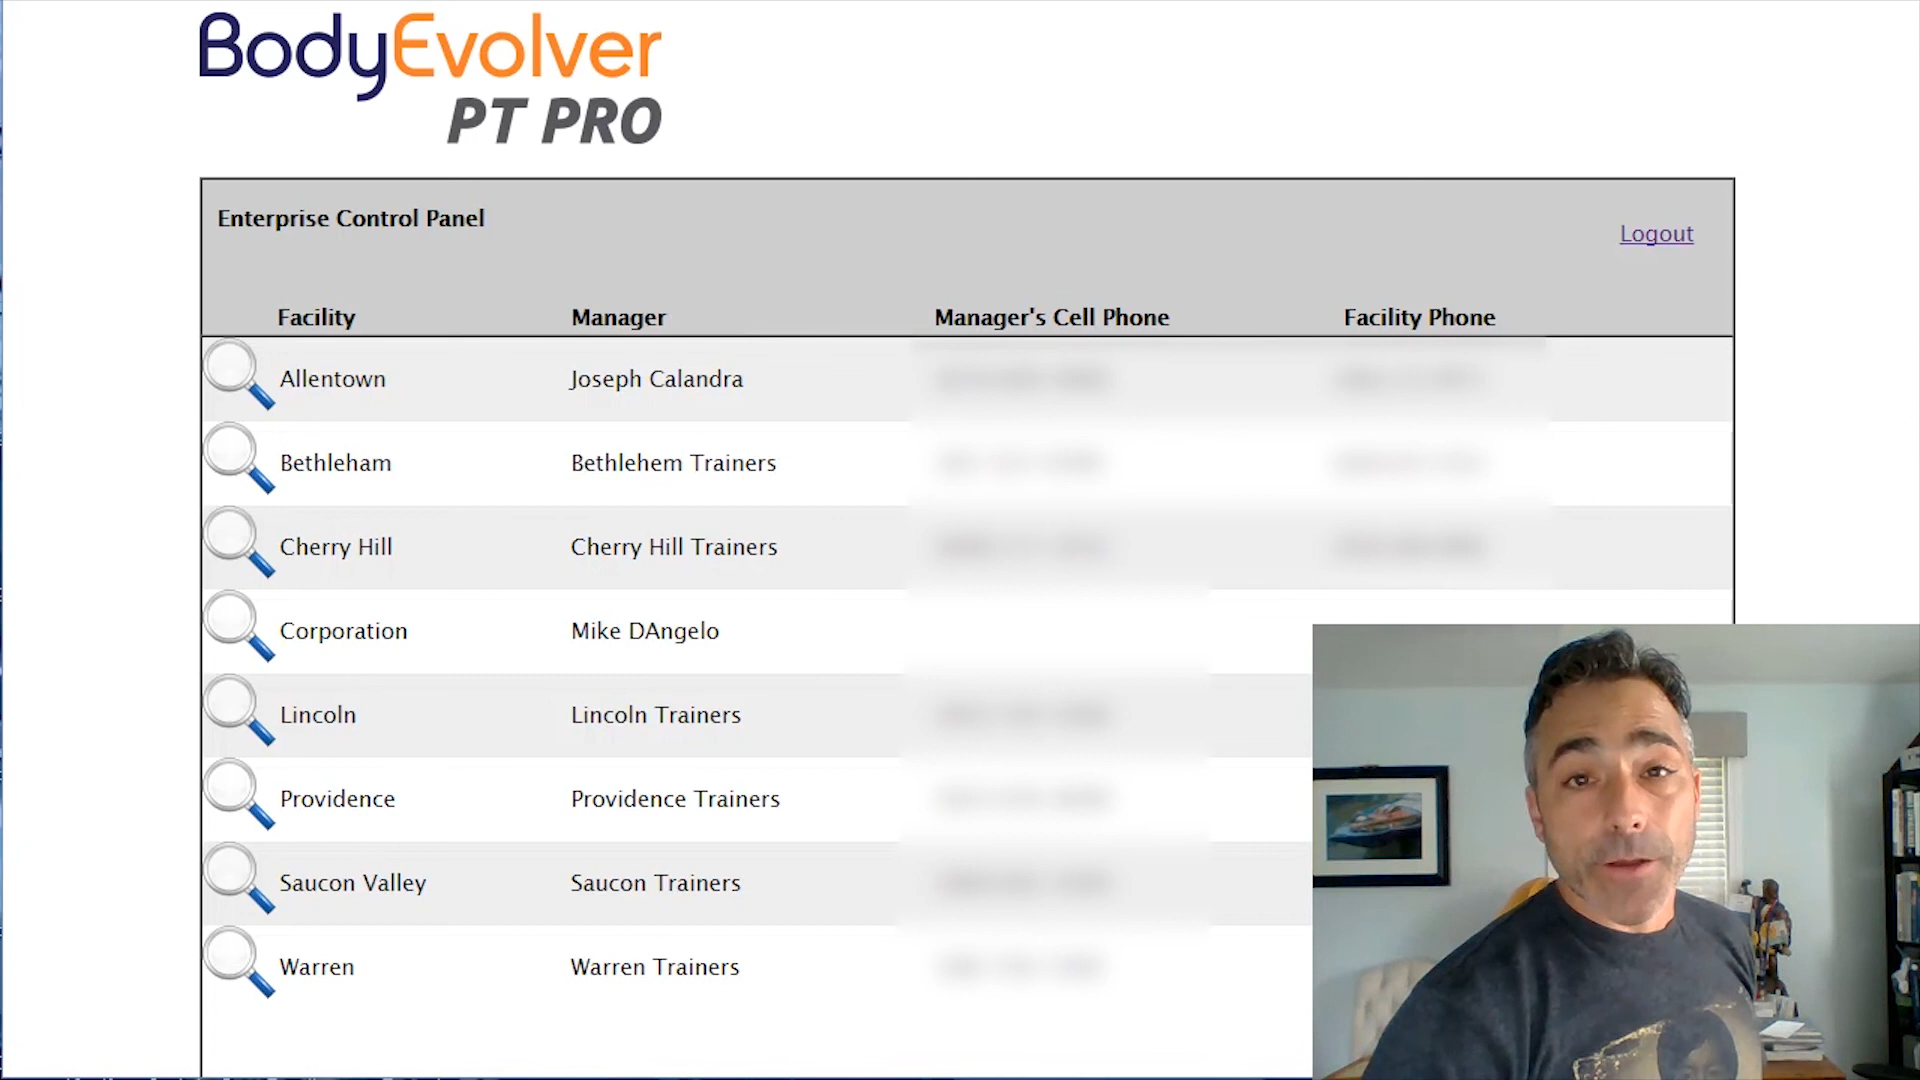 BodyEvolver
PT PRO
Enterprise Control Panel
Logout
Facility Manager Manager's Cell Phone Facility Phone
Allentown Joseph Calandra
Bethleham Bethlehem Trainers
Cherry Hill Cherry Hill Trainers
Corporation Mike DAngelo
Lincoln Lincoln Trainers
Providence Providence Trainers
Saucon Valley Saucon Trainers
Warren Warren Trainers